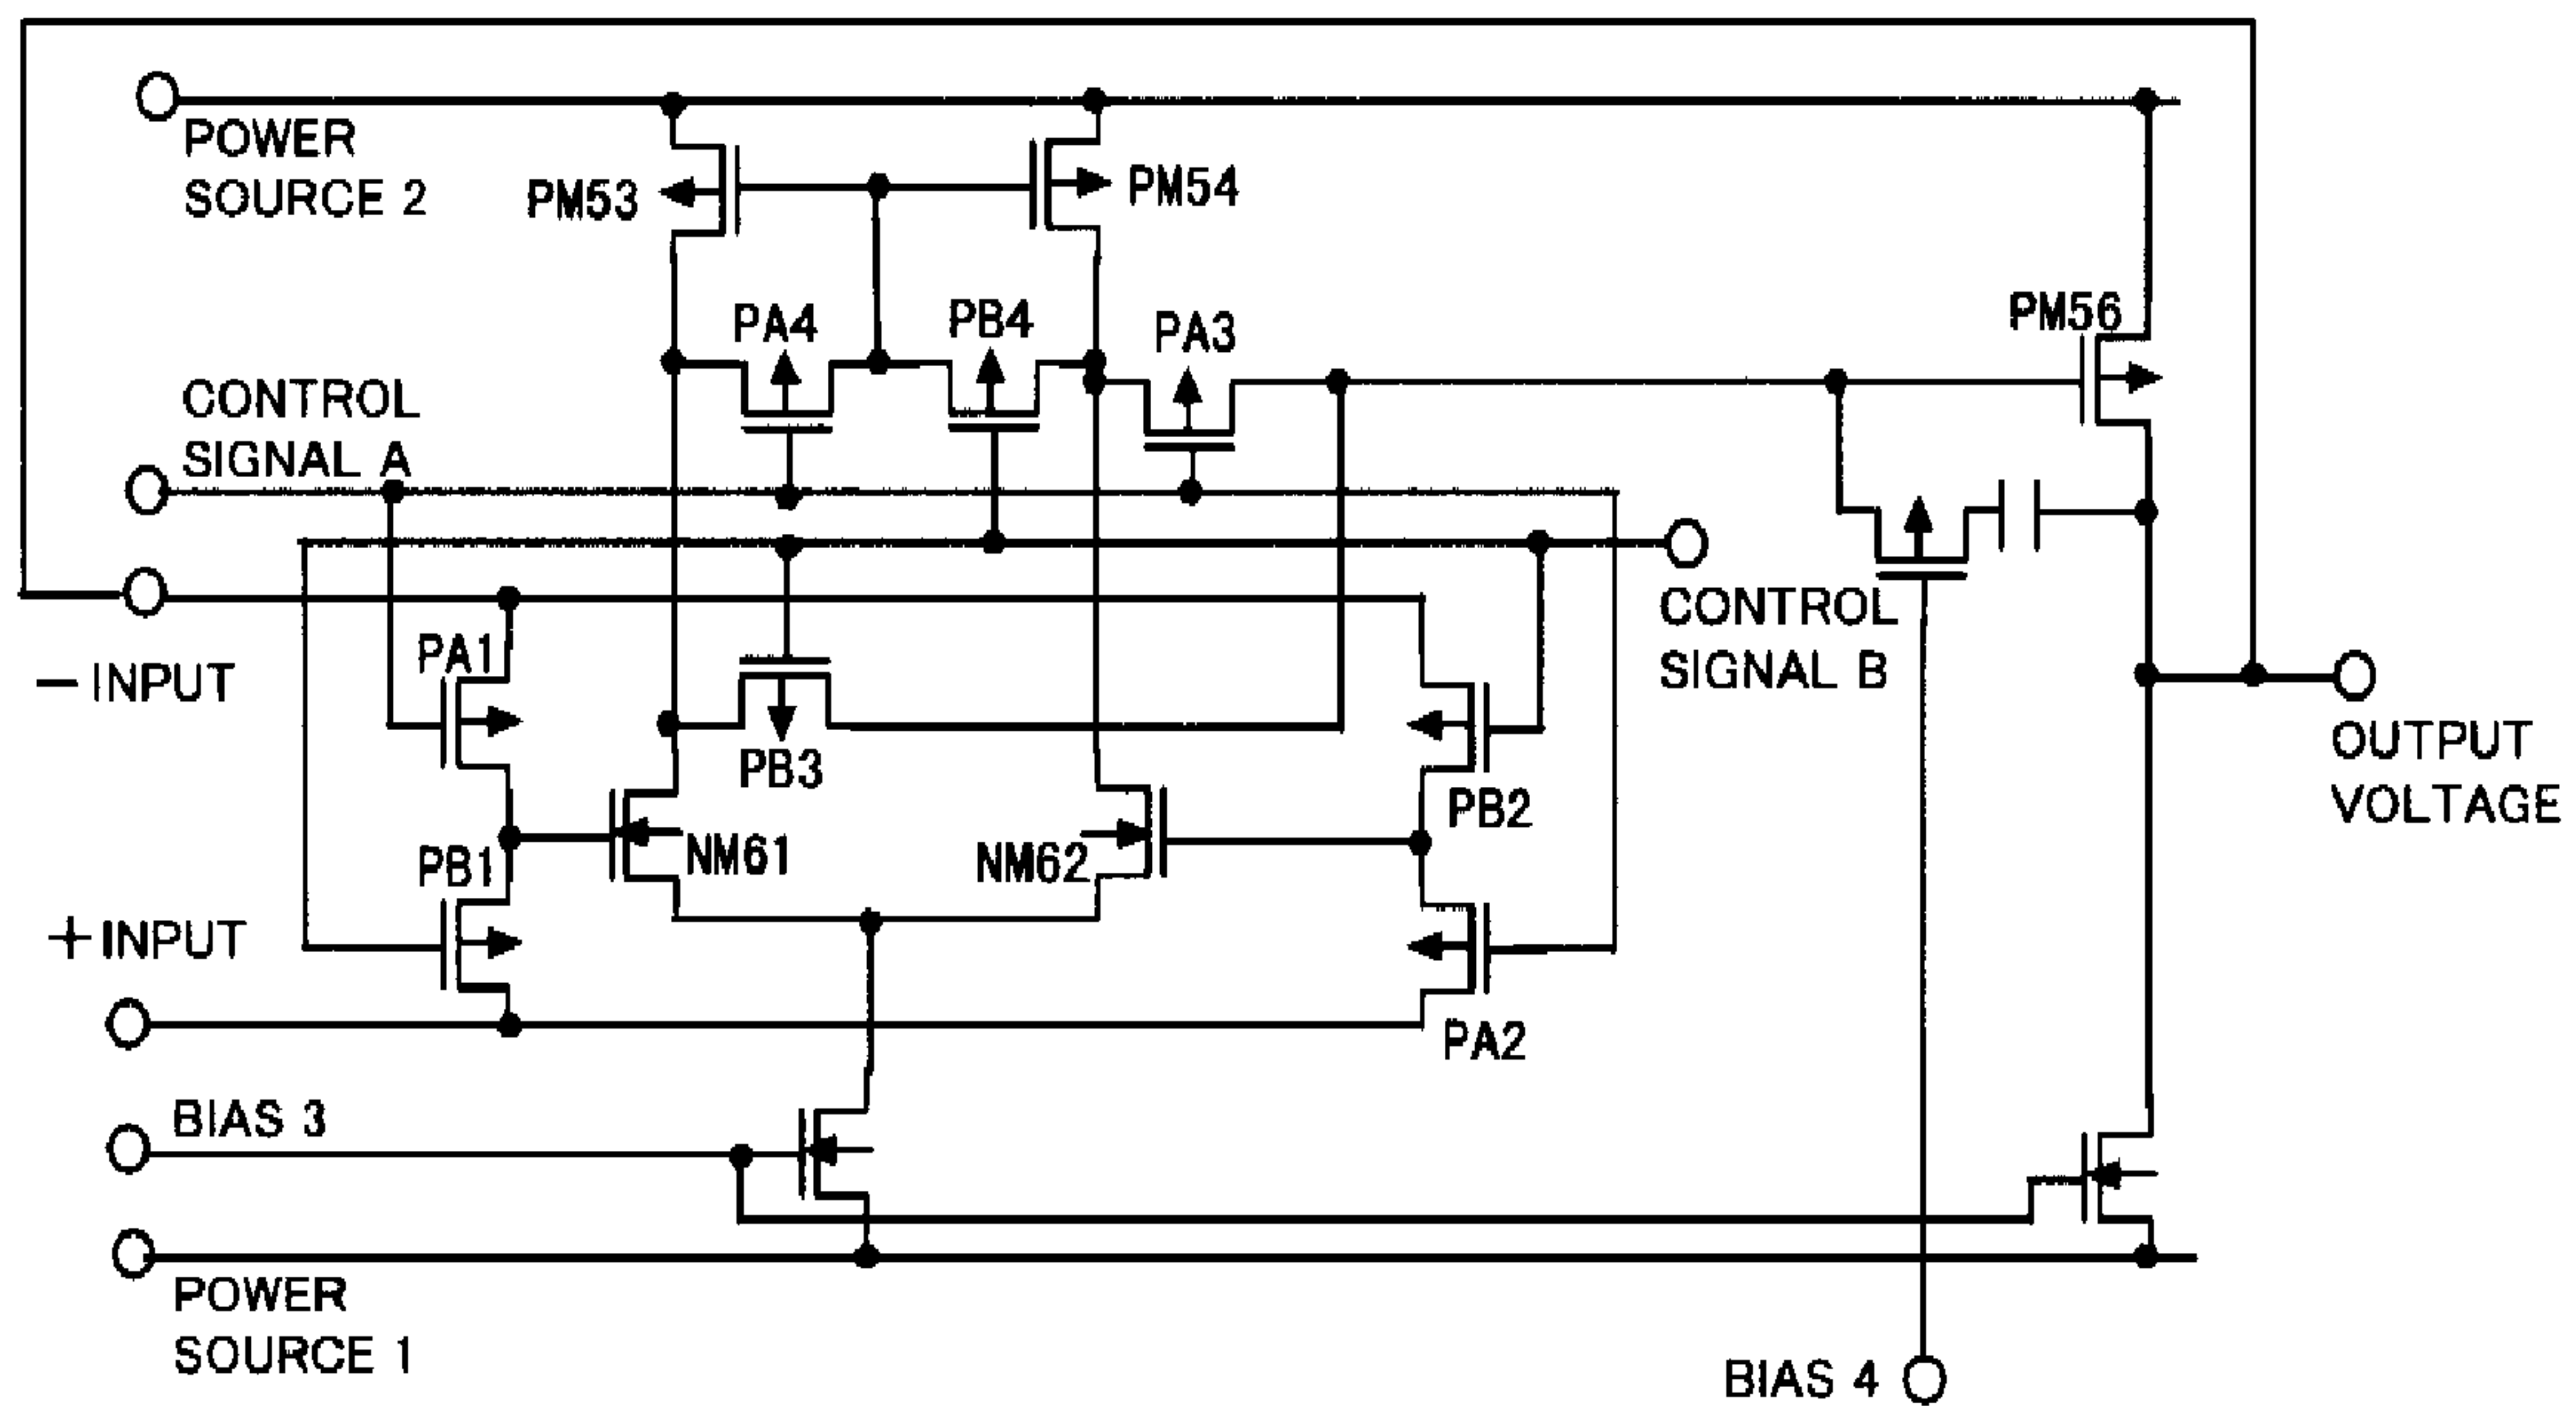 POWER
SOURCE 2
PM53
PM54
PA4
PB4
PA3
PM56
CONTROL
SIGNAL A
CONTROL
SIGNAL B
− INPUT
PA1
PB3
PB2
OUTPUT
VOLTAGE
PB1
NM61
NM62
+ INPUT
PA2
BIAS 3
POWER
SOURCE 1
BIAS 4